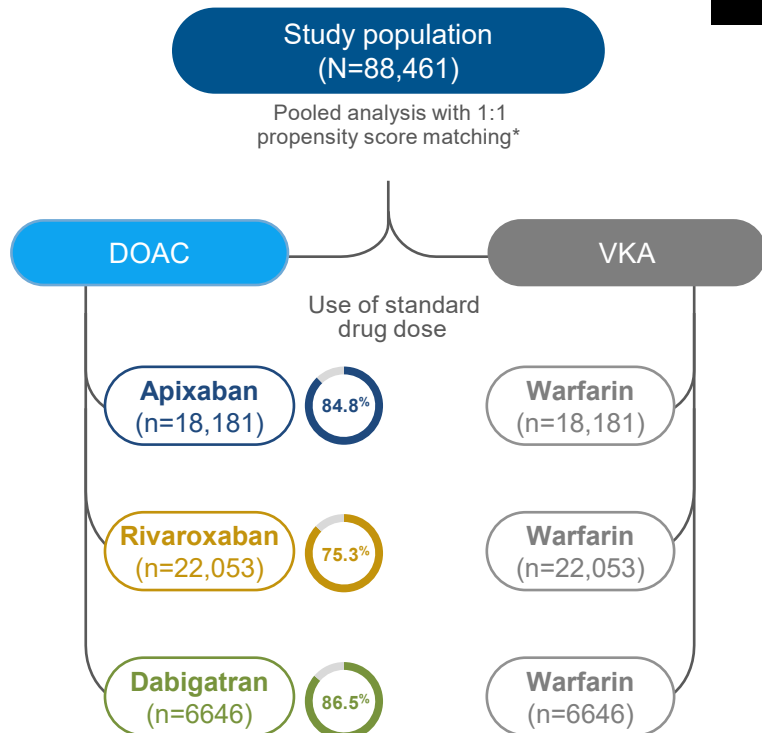 Study population
(N=88,461)
Pooled analysis with 1:1
propensity score matching*
DOAC
VKA
Use of standard
drug dose
Apixaban
(n=18,181)
84.8%
Warfarin
(n=18,181)
Rivaroxaban
(n=22,053)
75.3%
Warfarin
(n=22,053)
Dabigatran
(n=6646)
86.5%
Warfarin
(n=6646)